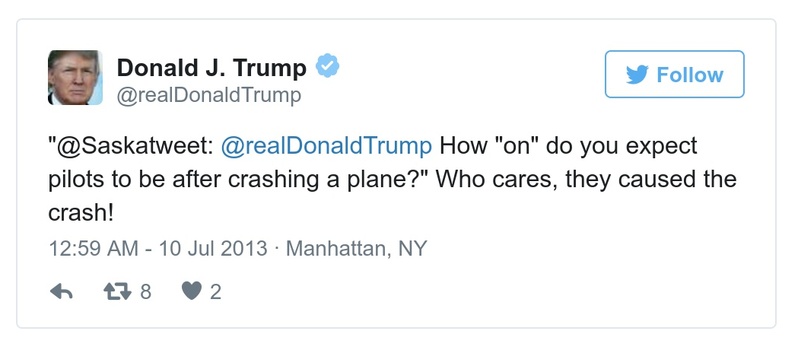 Donald J. Trump
@realDonaldTrump
Follow
"@Saskatweet: @realDonaldTrump How "on" do you expect
pilots to be after crashing a plane?" Who cares, they caused the
crash!
12:59 AM - 10 Jul 2013 · Manhattan, NY
8 2